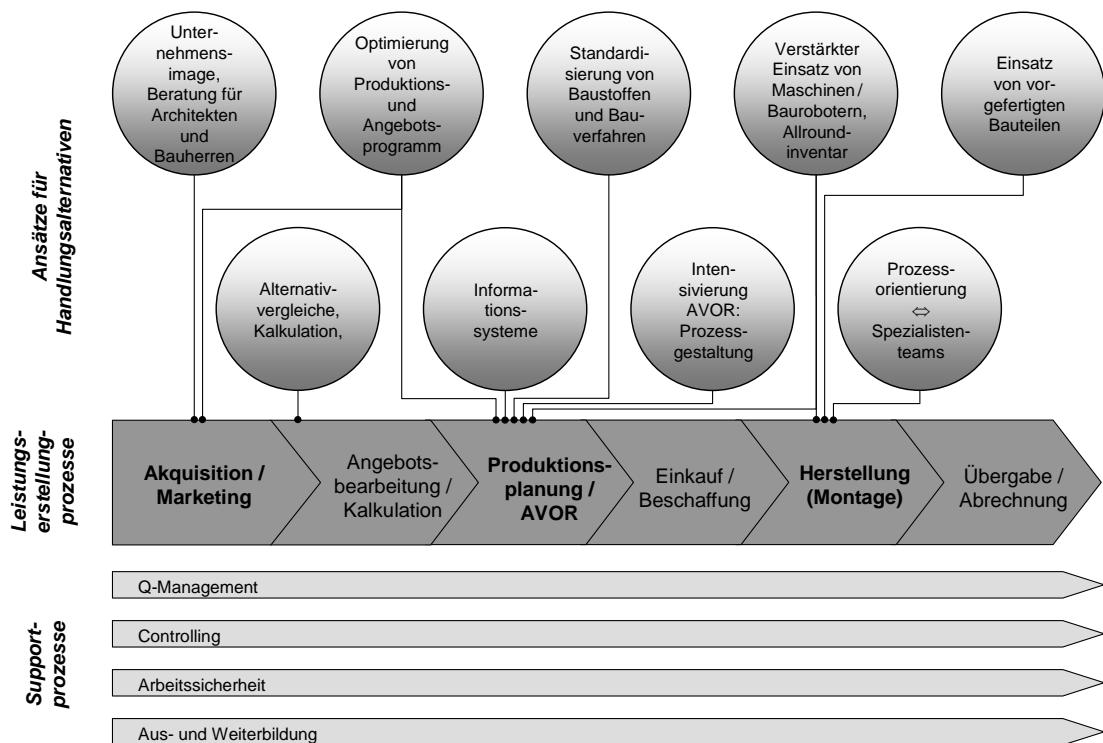 Unter-
nehmens-
image,
Beratung für
Architekten
und
Bauherren
Optimierung
von
Produktions-
und
Angebots-
programm
Standardi-
sierung von
Baustoffen
und Bau-
verfahren
Verstärkter
Einsatz von
Maschinen /
Baurobotern,
Allround-
inventar
Einsatz
von vor-
gefertigten
Bauteilen
Ansätze für
Handlungsalternativen
Alternativ-
vergleiche,
Kalkulation,
Informa-
tions-
systeme
Inten-
sivierung
AVOR:
Prozess-
gestaltung
Prozess-
orientierung
⇔
Spezialisten-
teams
Leistungs-
erstellung-
prozesse
Akquisition /
Marketing
Angebots-
bearbeitung /
Kalkulation
Produktions-
planung /
AVOR
Einkauf /
Beschaffung
Herstellung
(Montage)
Übergabe /
Abrechnung
Support-
prozesse
Q-Management
Controlling
Arbeitssicherheit
Aus- und Weiterbildung